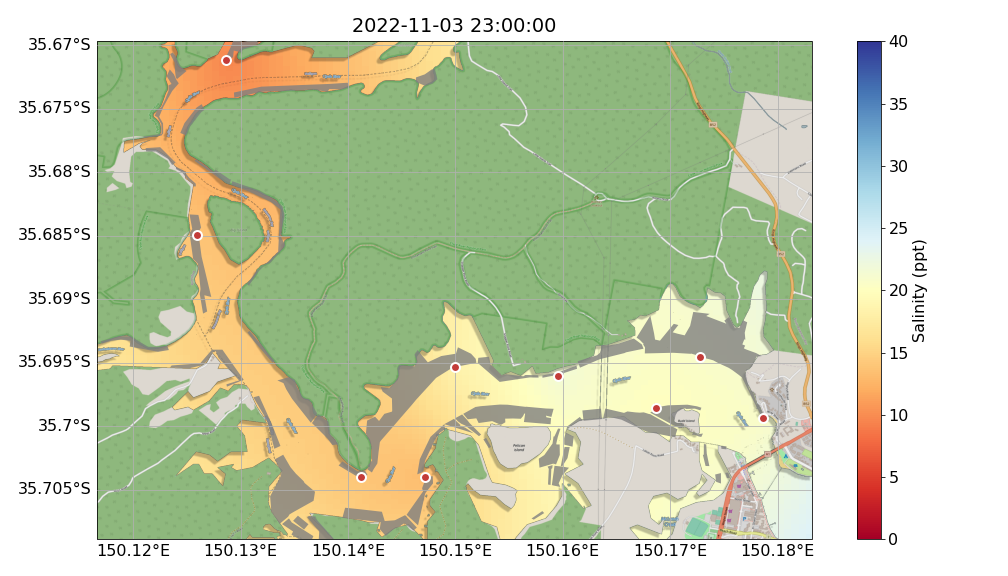 2022-11-03 23:00:00
35.67°S
35.675°S
35.68°S
35.685°S
35.69°S
35.695°S
35.7°S
35.705°S
150.12°E
150.13°E
150.14°E
150.15°E
150.16°E
150.17°E
150.18°E
40
35
30
25
20
15
10
5
0
Salinity (ppt)
Pelican
Island